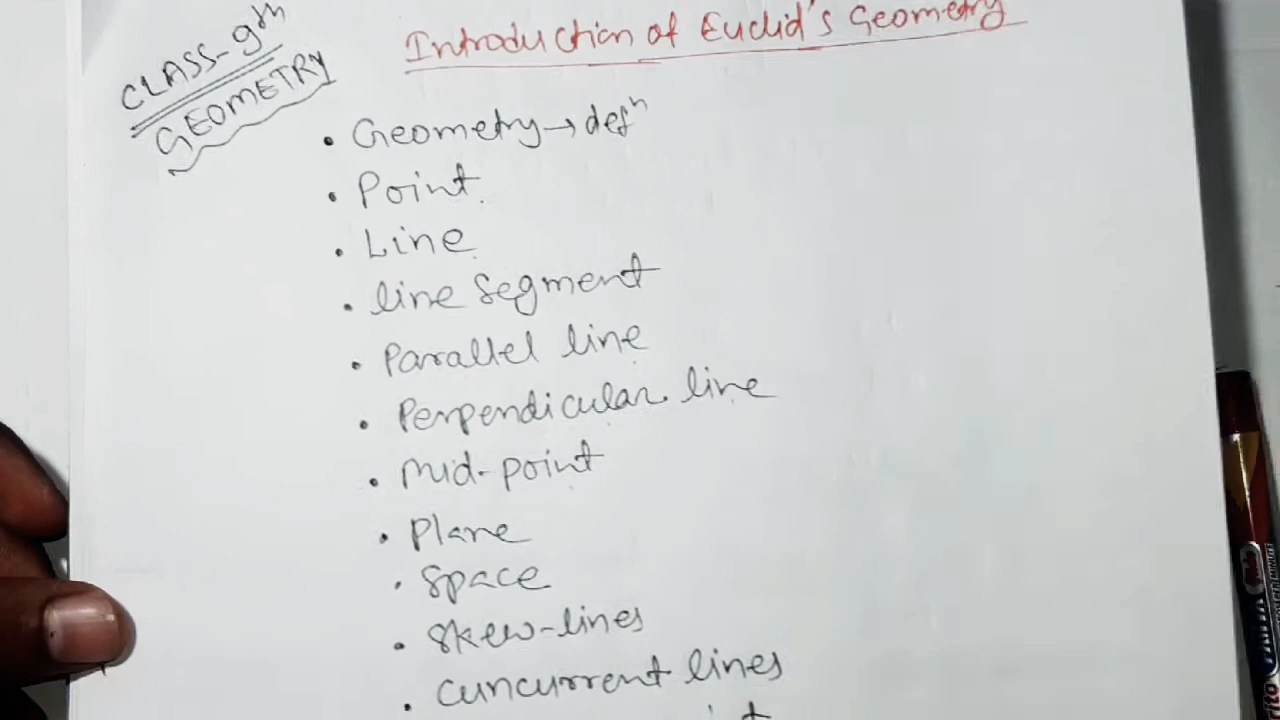 CLASS-9th
GEOMETRY
Introduction of Euclid's Geometry
• Geometry → defn
• Point
• Line
• line segment
• Parallel line
• Perpendicular line
• Mid-point
• Plane
• Space
• Skew-lines
• Cuncurrent lines